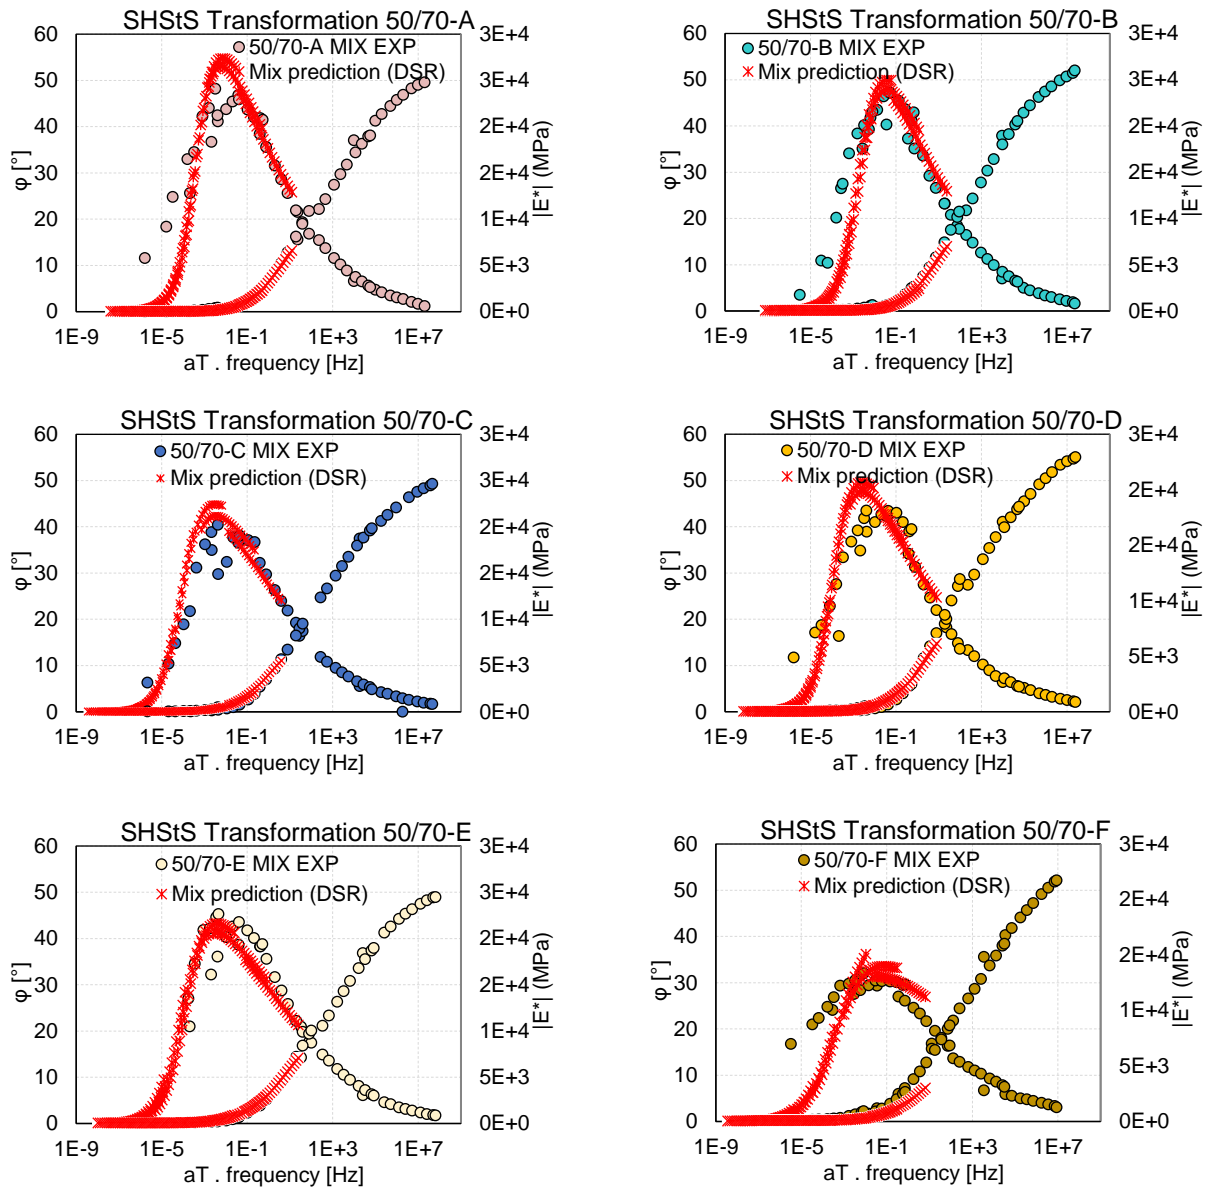 SHStS Transformation 50/70-A
50/70-A MIX EXP
Mix prediction (DSR)
φ [°]
60
50
40
30
20
10
0
|E*| (MPa)
3E+4
3E+4
2E+4
2E+4
1E+4
5E+3
0E+0
1E-9 1E-5 1E-1 1E+3 1E+7
aT . frequency [Hz]
SHStS Transformation 50/70-B
50/70-B MIX EXP
Mix prediction (DSR)
φ [°]
60
50
40
30
20
10
0
|E*| (MPa)
3E+4
3E+4
2E+4
2E+4
1E+4
5E+3
0E+0
1E-9 1E-5 1E-1 1E+3 1E+7
aT . frequency [Hz]
SHStS Transformation 50/70-C
50/70-C MIX EXP
Mix prediction (DSR)
φ [°]
60
50
40
30
20
10
0
|E*| (MPa)
3E+4
3E+4
2E+4
2E+4
1E+4
5E+3
0E+0
1E-9 1E-5 1E-1 1E+3 1E+7
aT . frequency [Hz]
SHStS Transformation 50/70-D
50/70-D MIX EXP
Mix prediction (DSR)
φ [°]
60
50
40
30
20
10
0
|E*| (MPa)
3E+4
2E+4
2E+4
1E+4
5E+3
0E+0
1E-9 1E-5 1E-1 1E+3 1E+7
aT . frequency [Hz]
SHStS Transformation 50/70-E
50/70-E MIX EXP
Mix prediction (DSR)
φ [°]
60
50
40
30
20
10
0
|E*| (MPa)
3E+4
3E+4
2E+4
2E+4
1E+4
5E+3
0E+0
1E-9 1E-5 1E-1 1E+3 1E+7
aT . frequency [Hz]
SHStS Transformation 50/70-F
50/70-F MIX EXP
Mix prediction (DSR)
φ [°]
60
50
40
30
20
10
0
|E*| (MPa)
3E+4
2E+4
2E+4
1E+4
5E+3
0E+0
1E-9 1E-5 1E-1 1E+3 1E+7
aT . frequency [Hz]